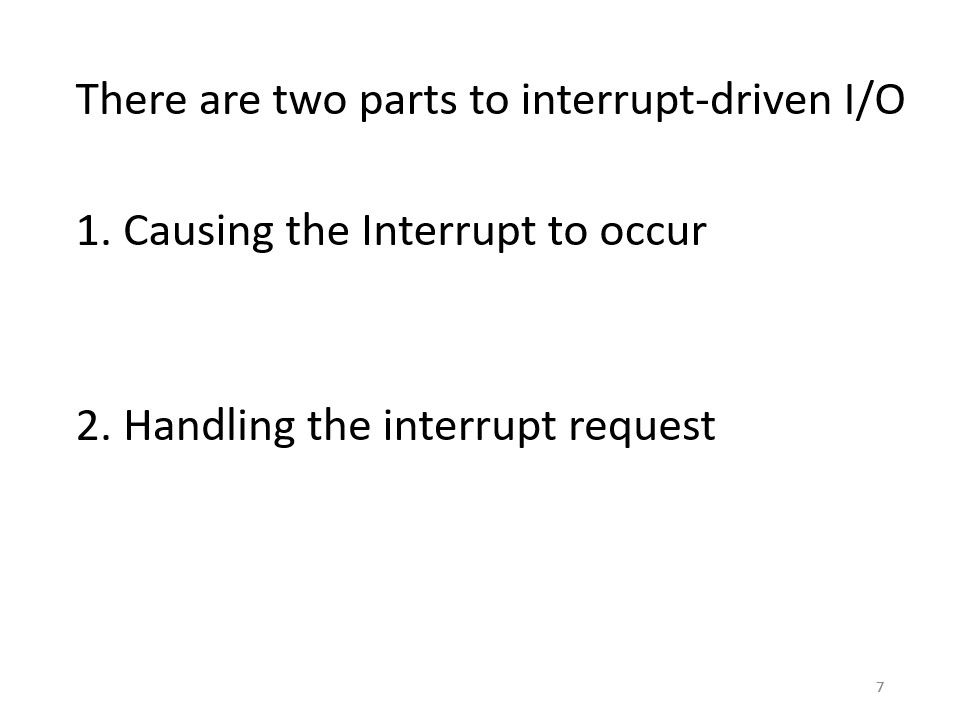 There are two parts to interrupt-driven I/O
1. Causing the Interrupt to occur
2. Handling the interrupt request
7